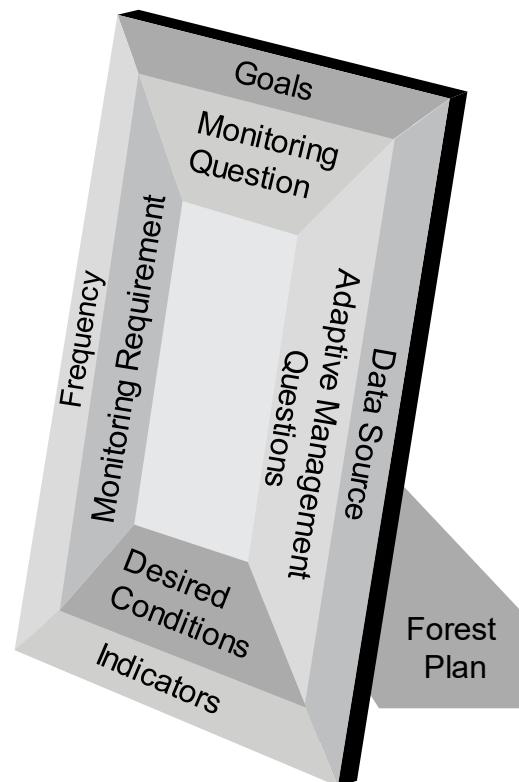 Goals
Monitoring
Question
Frequency
Monitoring Requirement
Adaptive Management
Questions
Data Source
Desired
Conditions
Indicators
Forest
Plan